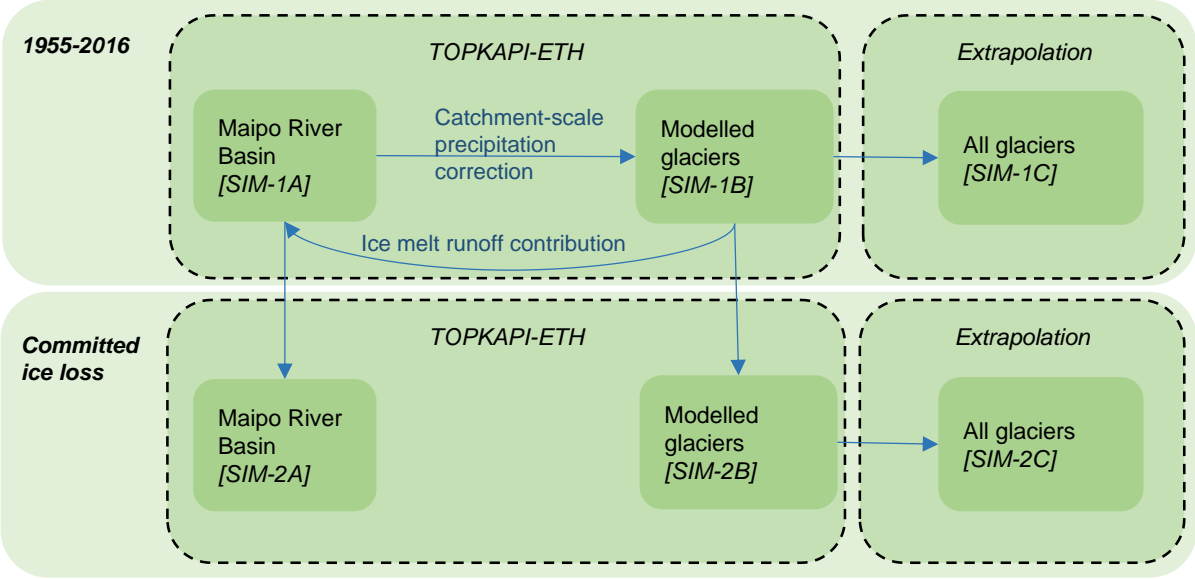 1955-2016
TOPKAPI-ETH
Extrapolation
Maipo River
Basin
[SIM-1A]
Catchment-scale
precipitation
correction
Modelled
glaciers
[SIM-1B]
All glaciers
[SIM-1C]
Ice melt runoff contribution
Committed
ice loss
TOPKAPI-ETH
Extrapolation
Maipo River
Basin
[SIM-2A]
Modelled
glaciers
[SIM-2B]
All glaciers
[SIM-2C]